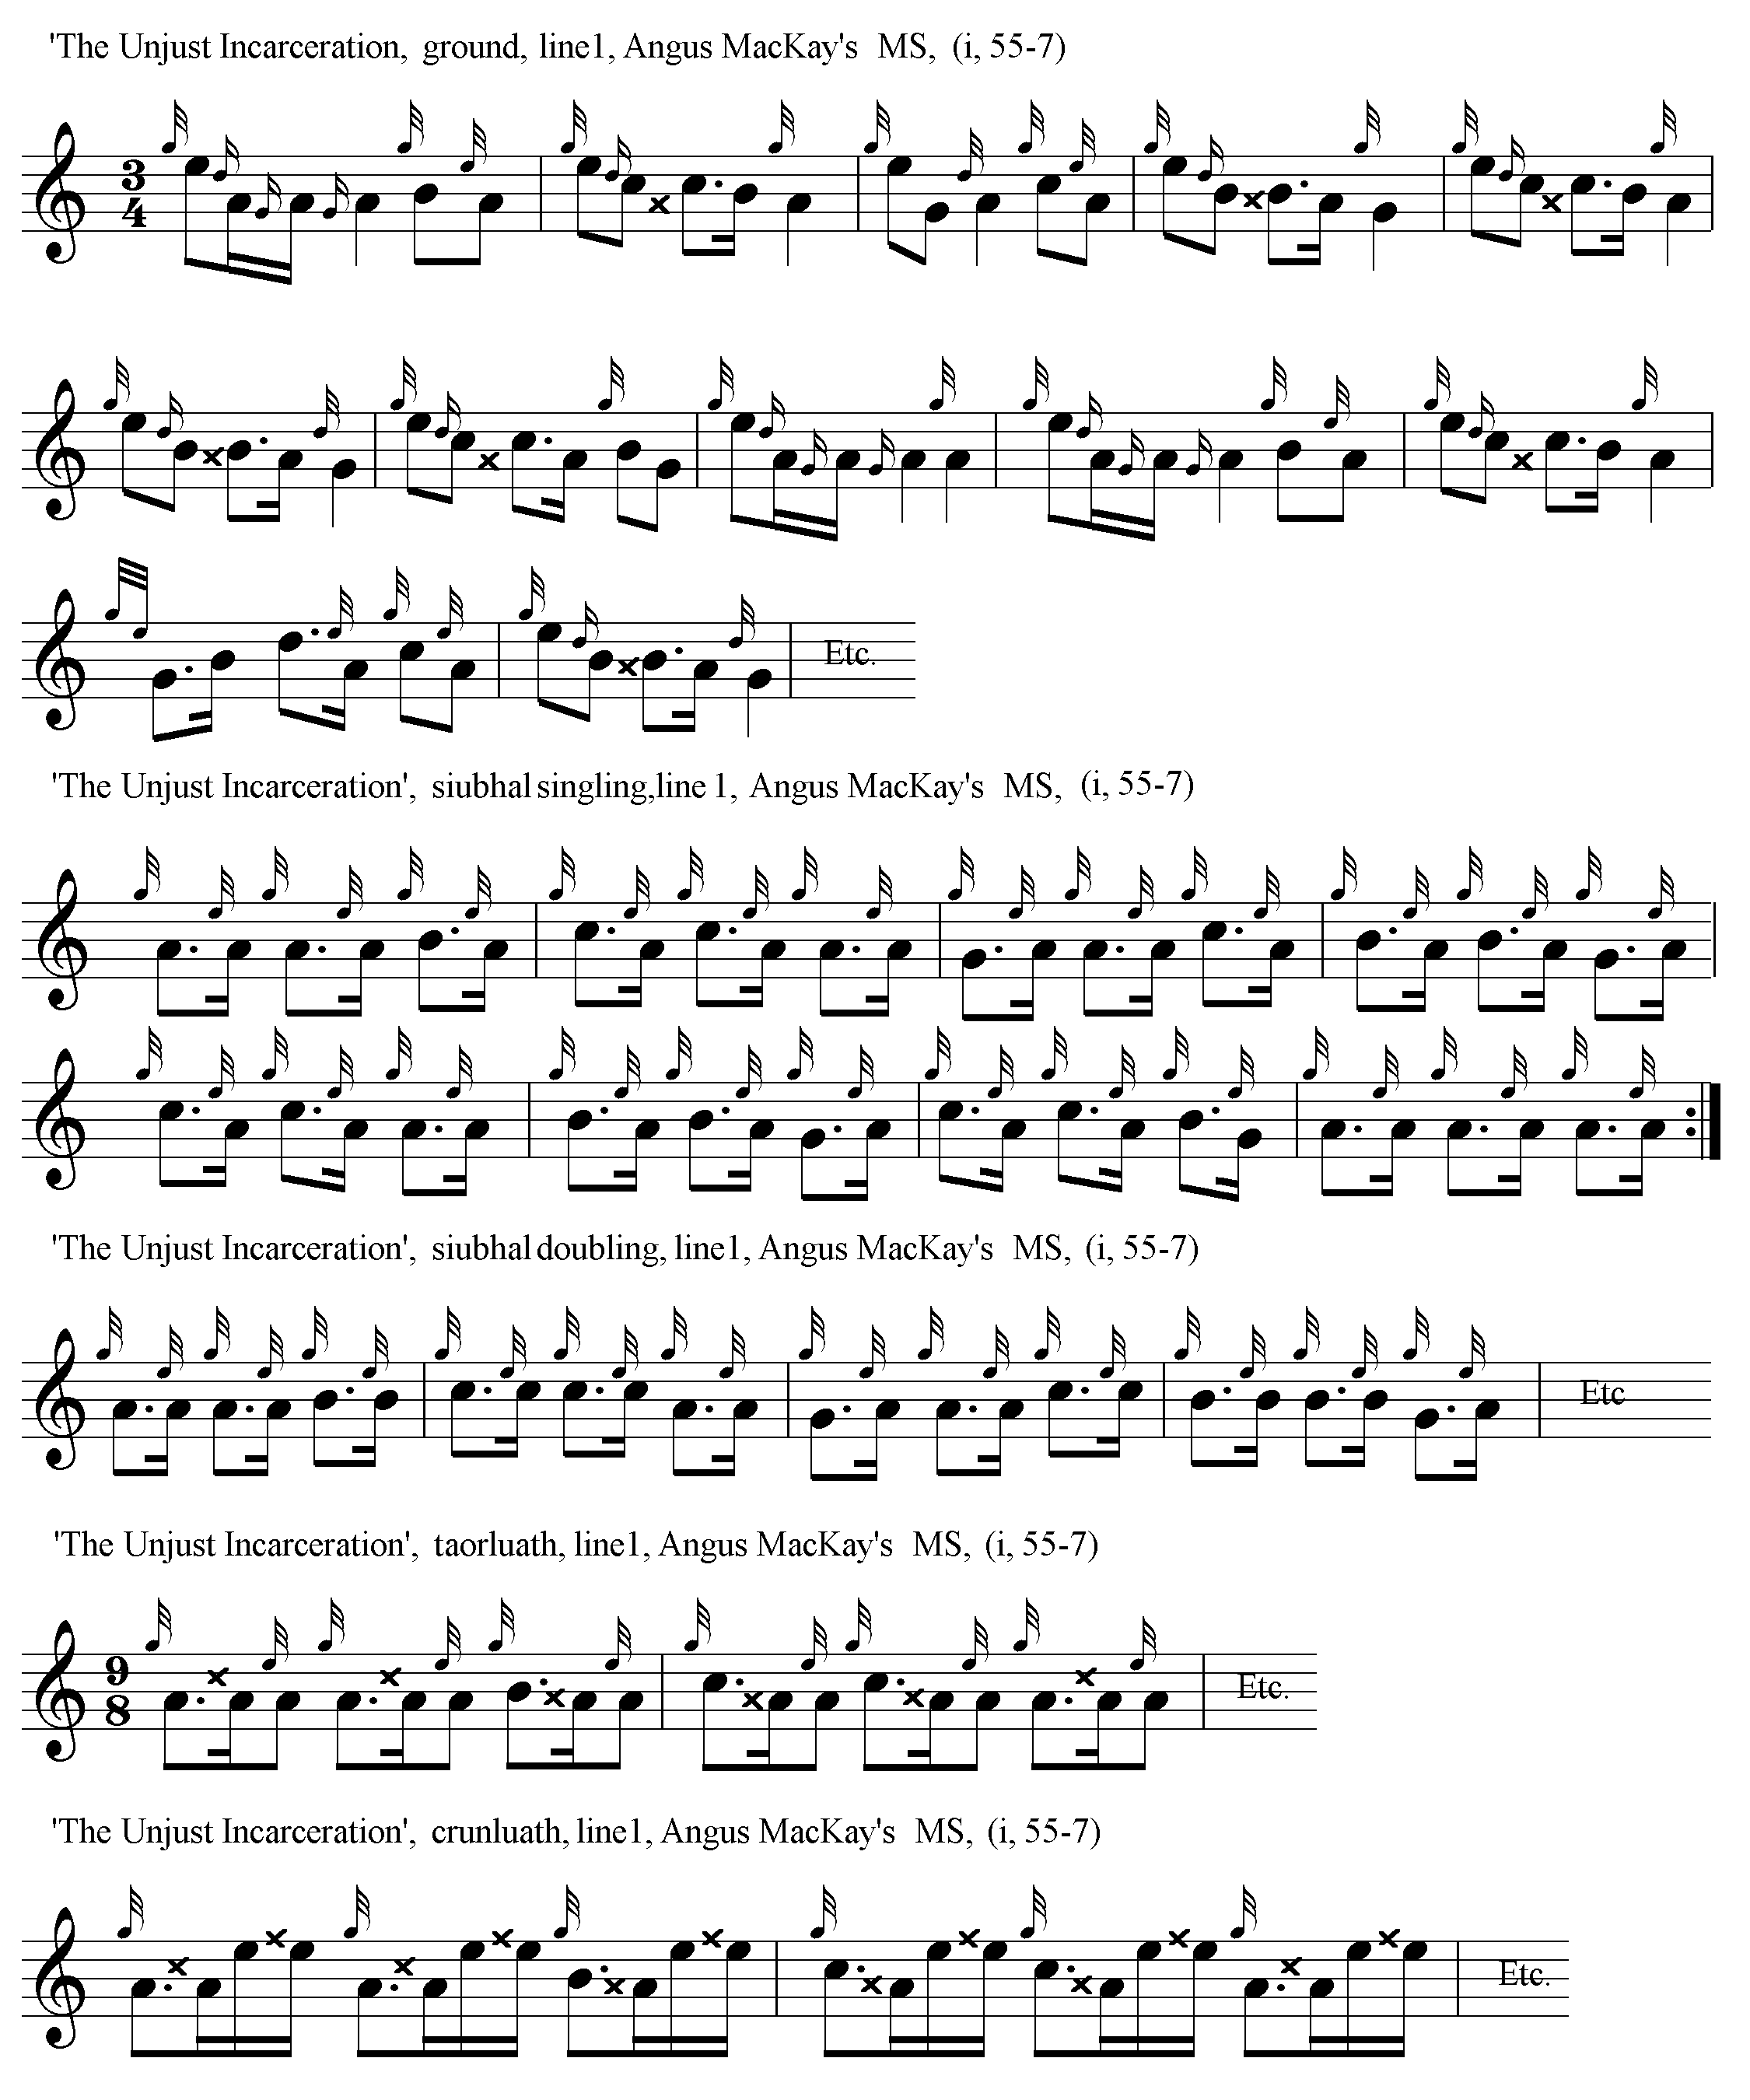 'The Unjust Incarceration, ground, line1, Angus MacKay's MS, (i, 55-7)
3
4
Etc.
'The Unjust Incarceration', siubhal singling,line 1, Angus MacKay's MS, (i, 55-7)
'The Unjust Incarceration', siubhal doubling, line1, Angus MacKay's MS, (i, 55-7)
Etc
'The Unjust Incarceration', taorluath, line1, Angus MacKay's MS, (i, 55-7)
9
8
Etc.
'The Unjust Incarceration', crunluath, line1, Angus MacKay's MS, (i, 55-7)
Etc.